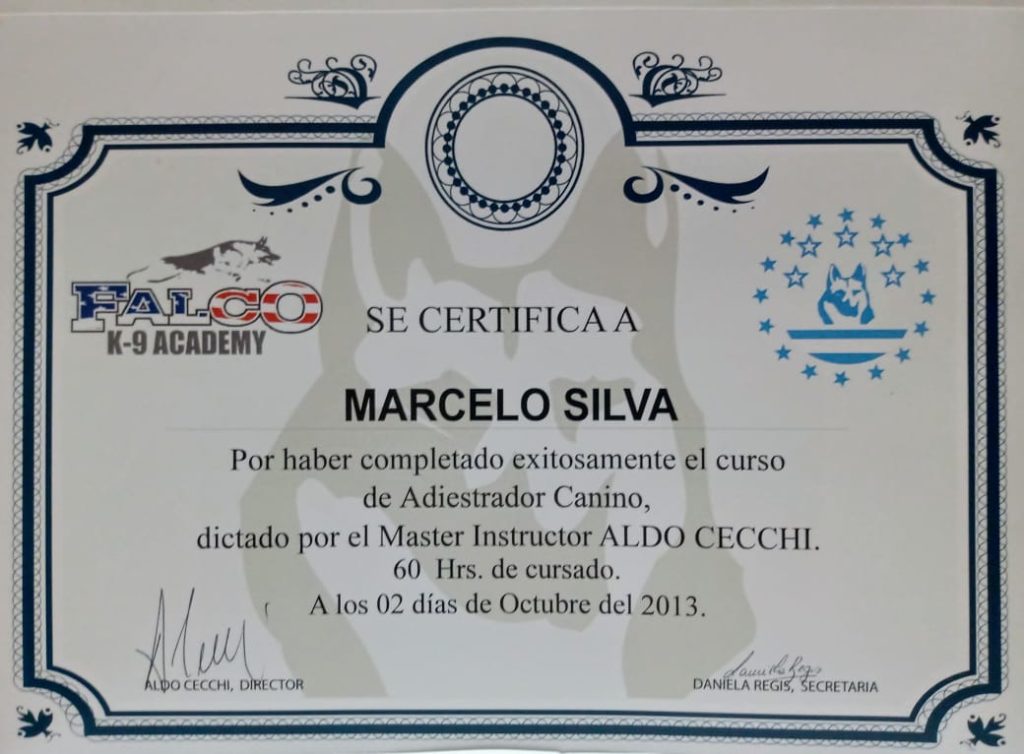 FALCO
K-9 ACADEMY
SE CERTIFICA A
MARCELO SILVA
Por haber completado exitosamente el curso
de Adiestrador Canino,
dictado por el Master Instructor ALDO CECCHI.
60 Hrs. de cursado.
A los 02 días de Octubre del 2013.
ALDO CECCHI, DIRECTOR
DANIELA REGIS, SECRETARIA